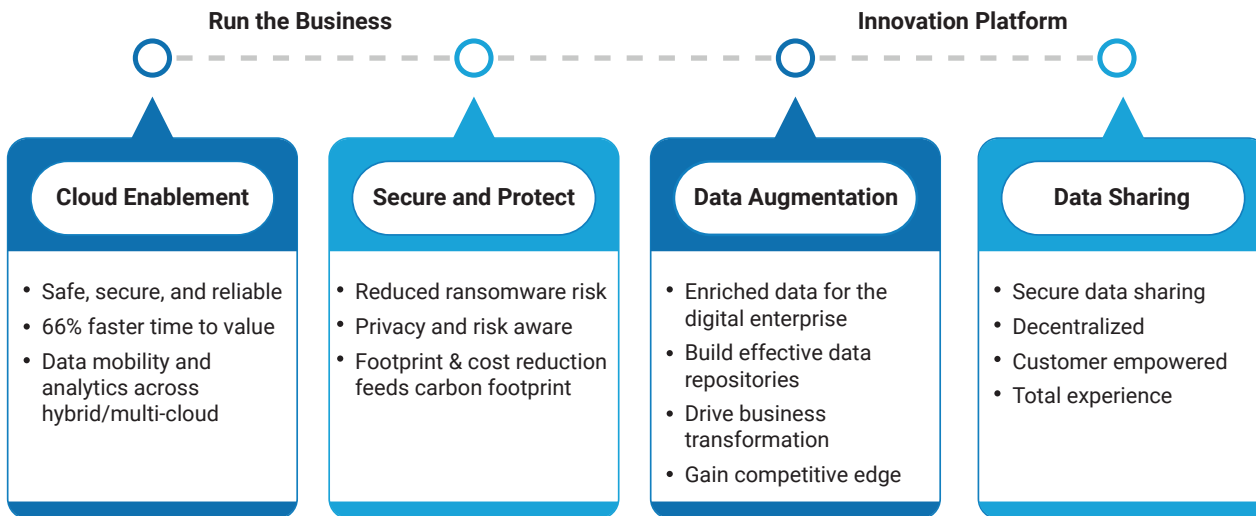 Run the Business
Innovation Platform
Cloud Enablement
• Safe, secure, and reliable
• 66% faster time to value
• Data mobility and
analytics across
hybrid/multi-cloud
Secure and Protect
• Reduced ransomware risk
• Privacy and risk aware
• Footprint & cost reduction
feeds carbon footprint
Data Augmentation
• Enriched data for the
digital enterprise
• Build effective data
repositories
• Drive business
transformation
• Gain competitive edge
Data Sharing
• Secure data sharing
• Decentralized
• Customer empowered
• Total experience